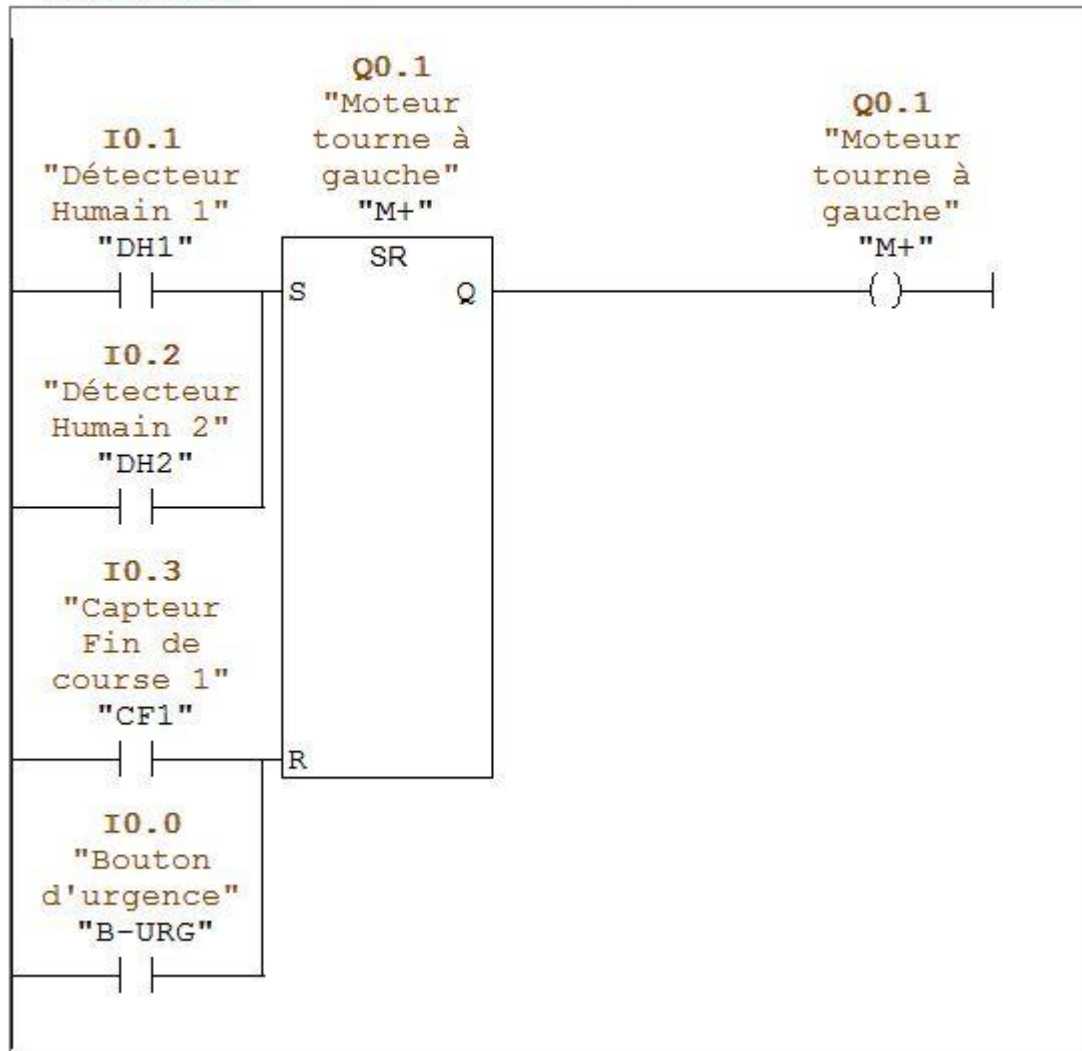 I0.1
"Détecteur
Humain 1"
"DH1"
Q0.1
"Moteur
tourne à
gauche"
"M+"
SR
S
Q
Q0.1
"Moteur
tourne à
gauche"
"M+"
I0.2
"Détecteur
Humain 2"
"DH2"
I0.3
"Capteur
Fin de
course 1"
"CF1"
R
I0.0
"Bouton
d'urgence"
"B-URG"